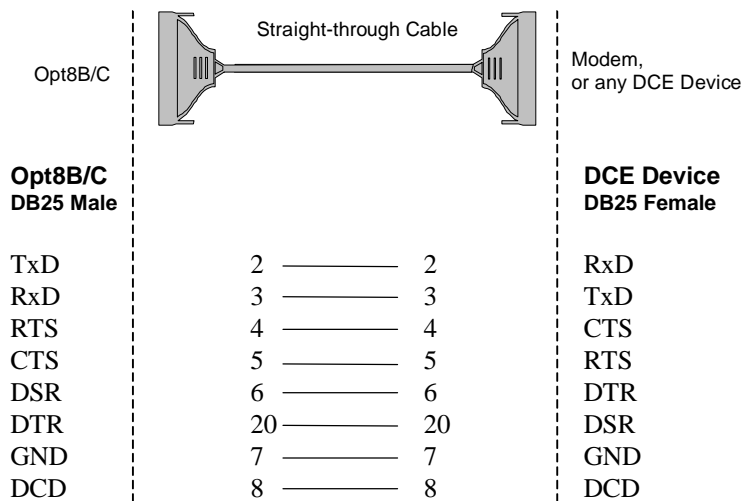 Straight-through Cable
Opt8B/C
Modem,
or any DCE Device
Opt8B/C DCE Device
DB25 Male DB25 Female
TxD 2 2 RxD
RxD 3 3 TxD
RTS 4 4 CTS
CTS 5 5 RTS
DSR 6 6 DTR
DTR 20 20 DSR
GND 7 7 GND
DCD 8 8 DCD